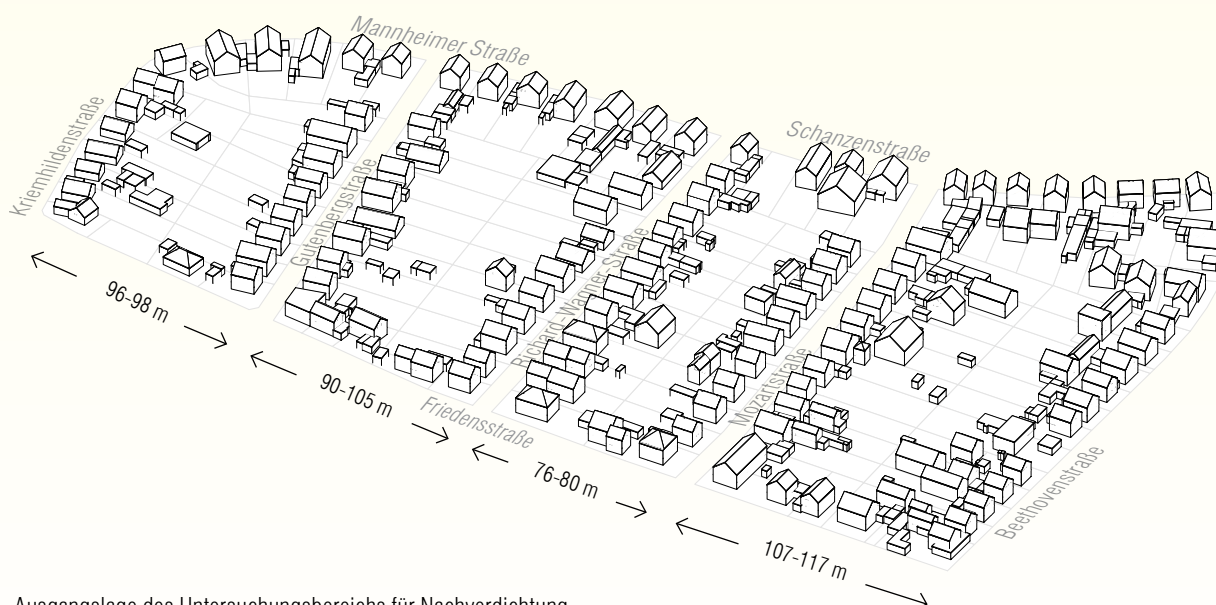 Mannheimer Straße
Schanzenstraße
Kriemhildenstraße
Gutenbergstraße
Richard-Wagner-Straße
Mozartstraße
Beethovenstraße
Friedensstraße
96-98 m
90-105 m
76-80 m
107-117 m
Ausgangslage des Untersuchungsbereichs für Nachverdichtung